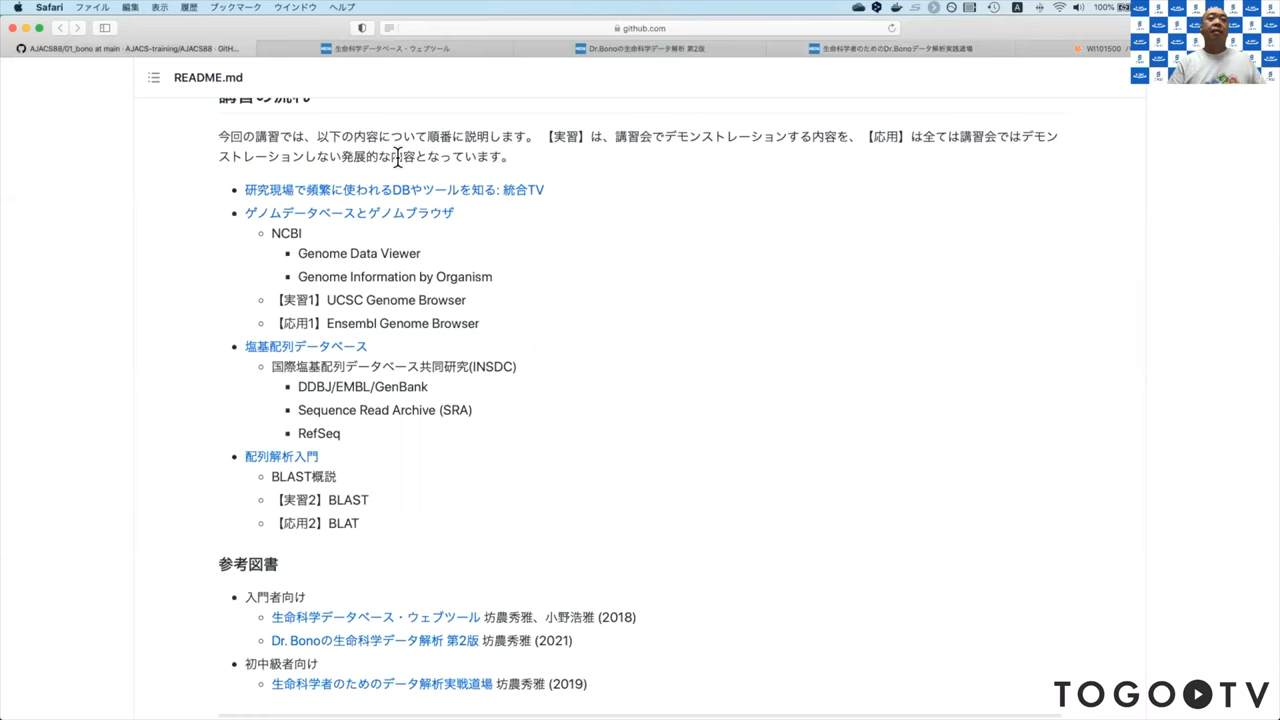 Safari ファイル 編集 表示 履歴 ブックマーク ウインドウ ヘルプ 100%
github.com
AJACS88/01_bono at main · AJACS-training/AJACS88 · GitH... 生命科学データベース・ウェブツール Dr.Bonoの生命科学データ解析 第2版 生命科学者のためのDr.Bonoデータ解析実践道場 WI101500
README.md
講習の流れ
今回の講習では、以下の内容について順番に説明します。 【実習】は、講習会でデモンストレーションする内容を、【応用】は全ては講習会ではデモン
ストレーションしない発展的な内容となっています。
研究現場で頻繁に使われるDBやツールを知る: 統合TV
ゲノムデータベースとゲノムブラウザ
NCBI
Genome Data Viewer
Genome Information by Organism
【実習1】UCSC Genome Browser
【応用1】Ensembl Genome Browser
塩基配列データベース
国際塩基配列データベース共同研究(INSDC)
DDBJ/EMBL/GenBank
Sequence Read Archive (SRA)
RefSeq
配列解析入門
BLAST概説
【実習2】BLAST
【応用2】BLAT
参考図書
入門者向け
生命科学データベース・ウェブツール 坊農秀雅、小野浩雅 (2018)
Dr. Bonoの生命科学データ解析 第2版 坊農秀雅 (2021)
初中級者向け
生命科学者のためのデータ解析実戦道場 坊農秀雅 (2019)
TOGO TV